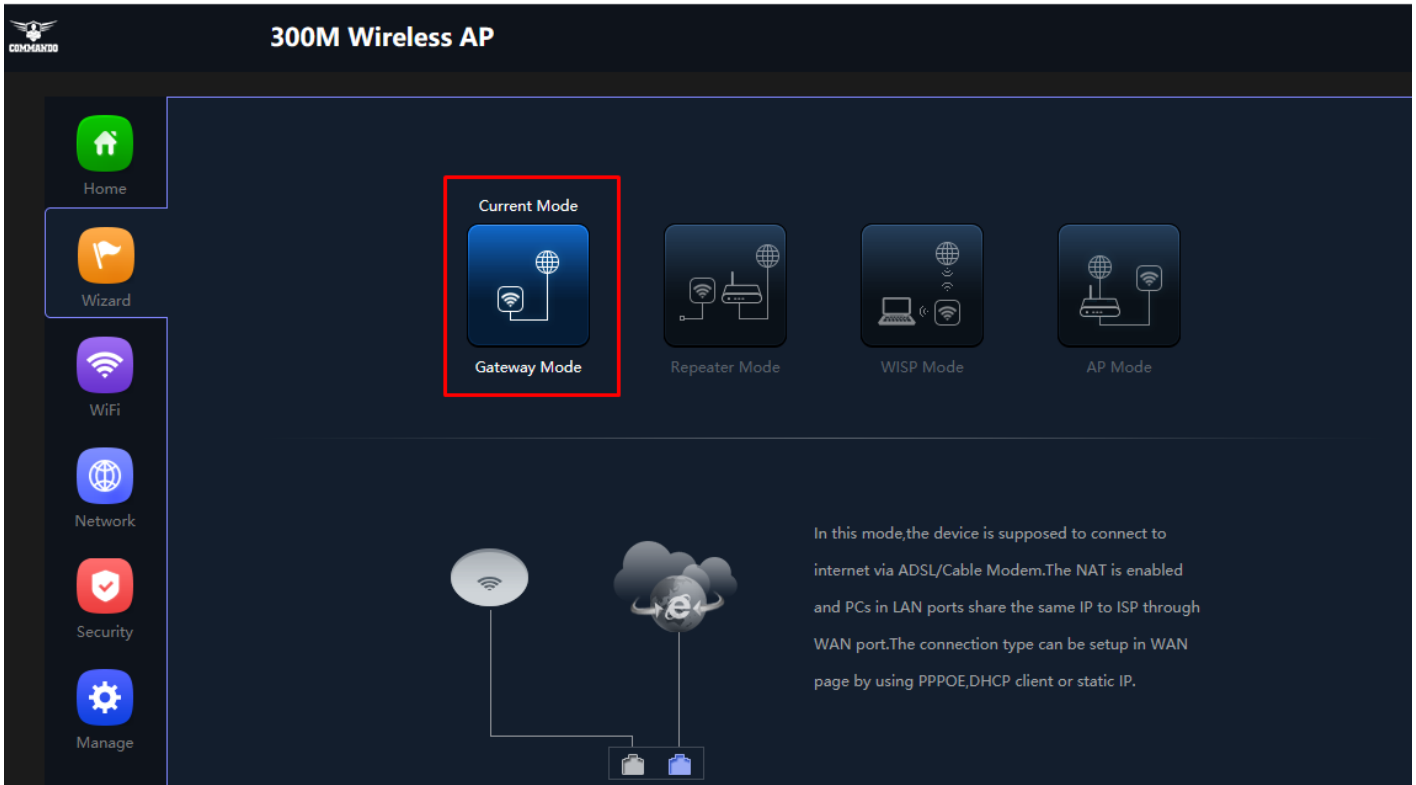 COMMANDO
300M Wireless AP
Home
Wizard
WiFi
Network
Security
Manage
Current Mode
Gateway Mode
Repeater Mode
WISP Mode
AP Mode
In this mode,the device is supposed to connect to
internet via ADSL/Cable Modem.The NAT is enabled
and PCs in LAN ports share the same IP to ISP through
WAN port.The connection type can be setup in WAN
page by using PPPOE,DHCP client or static IP.